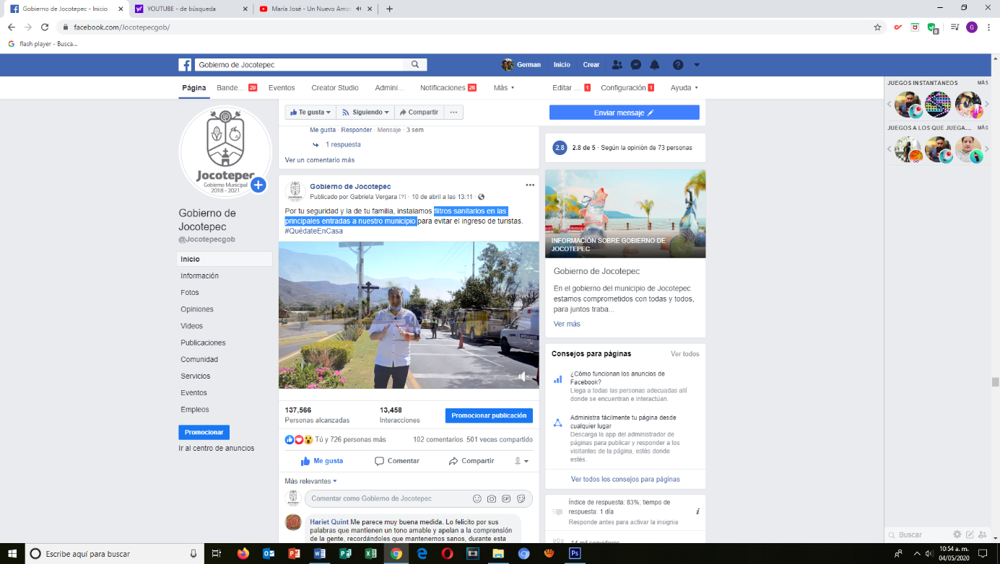 Gobierno de Jocotepec - Inicio
YOUTUBE - de búsqueda
María José - Un Nuevo Amor
facebook.com/Jocotepecgob/
G
flash player - Busca...
Gobierno de Jocotepec
German
Inicio
Crear
Página
Bande... 29
Eventos
Creator Studio
Admini...
Notificaciones 26
Más
Editar ... 1
Configuración 1
Ayuda
Jocotepec
Gobierno Municipal
2018 - 2021
Gobierno de
Jocotepec
@Jocotepecgob
Inicio
Información
Fotos
Opiniones
Videos
Publicaciones
Comunidad
Servicios
Eventos
Empleos
Promocionar
Ir al centro de anuncios
Te gusta
Siguiendo
Compartir
Enviar mensaje
Me gusta · Responder · Mensaje · 3 sem
1 respuesta
Ver un comentario más
Gobierno de Jocotepec
Publicado por Gabriela Vergara [?] · 10 de abril a las 13:11 ·
Por tu seguridad y la de tu familia, instalamos filtros sanitarios en las
principales entradas a nuestro municipio para evitar el ingreso de turistas.
#QuédateEnCasa
137,566
Personas alcanzadas
13,458
Interacciones
Promocionar publicación
Tú y 726 personas más
102 comentarios 501 veces compartido
Me gusta
Comentar
Compartir
Más relevantes
Comentar como Gobierno de Jocotepec
GIF
Hariet Quint Me parece muy buena medida. Lo felicito por sus
palabras que mantienen un tono amable y apelan a la comprensión
de la gente, recordándoles que mantenernos sanos, durante esta
2.8
2.8 de 5 · Según la opinión de 73 personas
INFORMACIÓN SOBRE GOBIERNO DE
JOCOTEPEC
Gobierno de Jocotepec
En el gobierno del municipio de Jocotepec
estamos comprometidos con todas y todos,
para juntos traba...
Ver más
Consejos para páginas
Ver todos
¿Cómo funcionan los anuncios de
Facebook?
Llega a todas las personas adecuadas allí
donde se encuentran e interactúan.
Administra fácilmente tu página desde
cualquier lugar
Descarga la app del administrador de
páginas para publicar y responder a los
visitantes de la página, estés donde
estés.
Ver todos los consejos para páginas
Índice de respuesta: 83%; tiempo de
respuesta: 1 día
Responde antes para activar la insignia
14 mil seguidores
JUEGOS INSTANTÁNEOS
MÁS
JUEGOS A LOS QUE JUEGA...
MÁS
Buscar
Escribe aquí para buscar
10:54 a. m.
04/05/2020